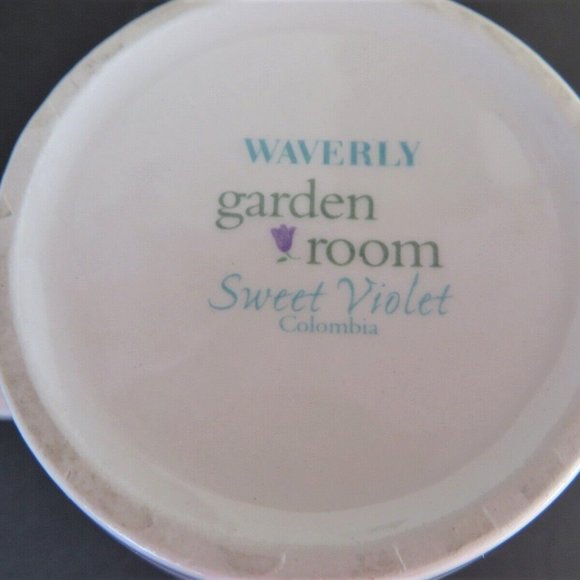 WAVERLY
garden
room
Sweet Violet
Colombia